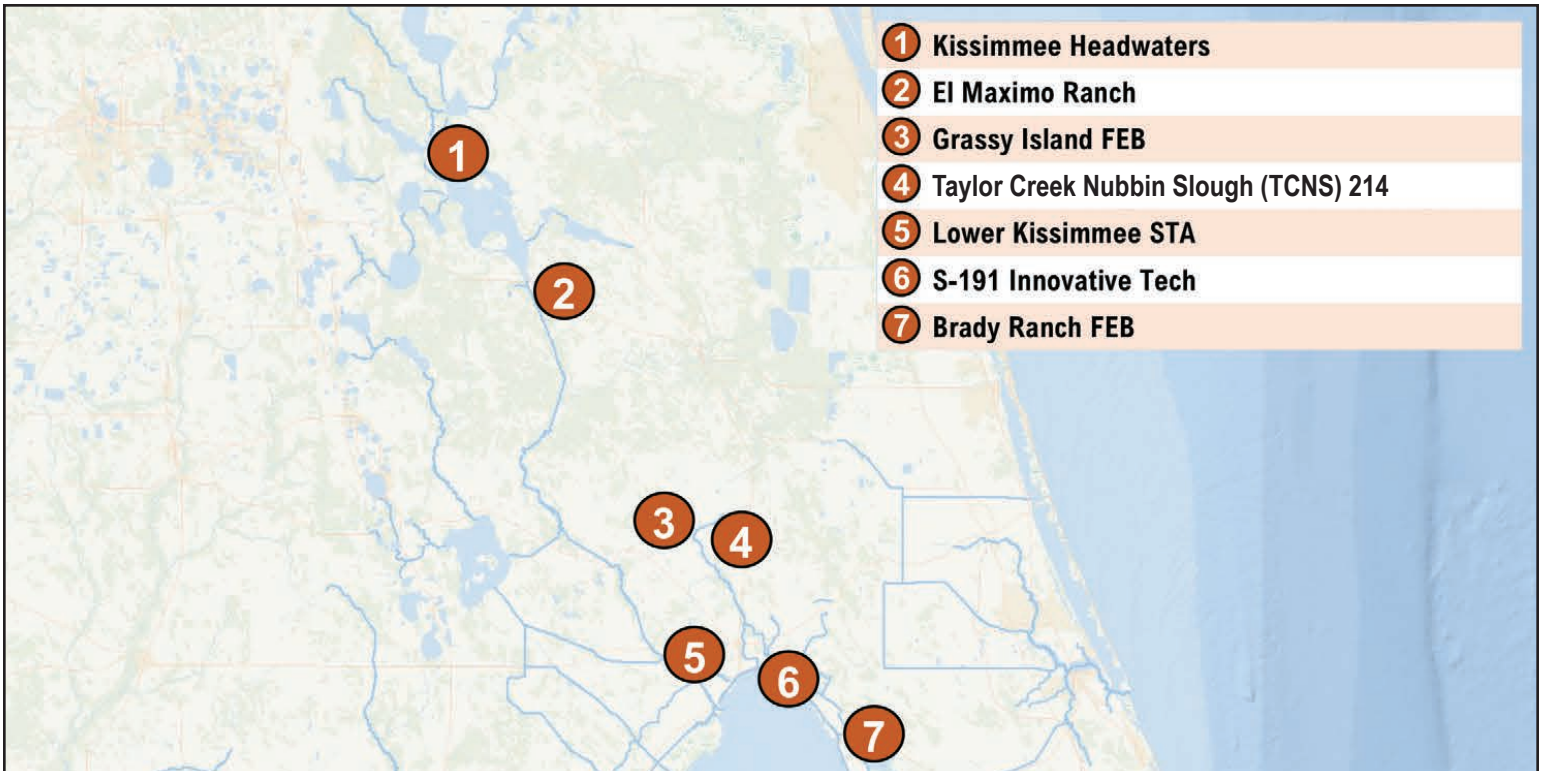 1 Kissimmee Headwaters
2 El Maximo Ranch
3 Grassy Island FEB
4 Taylor Creek Nubbin Slough (TCNS) 214
5 Lower Kissimmee STA
6 S-191 Innovative Tech
7 Brady Ranch FEB
1
2
3
4
5
6
7